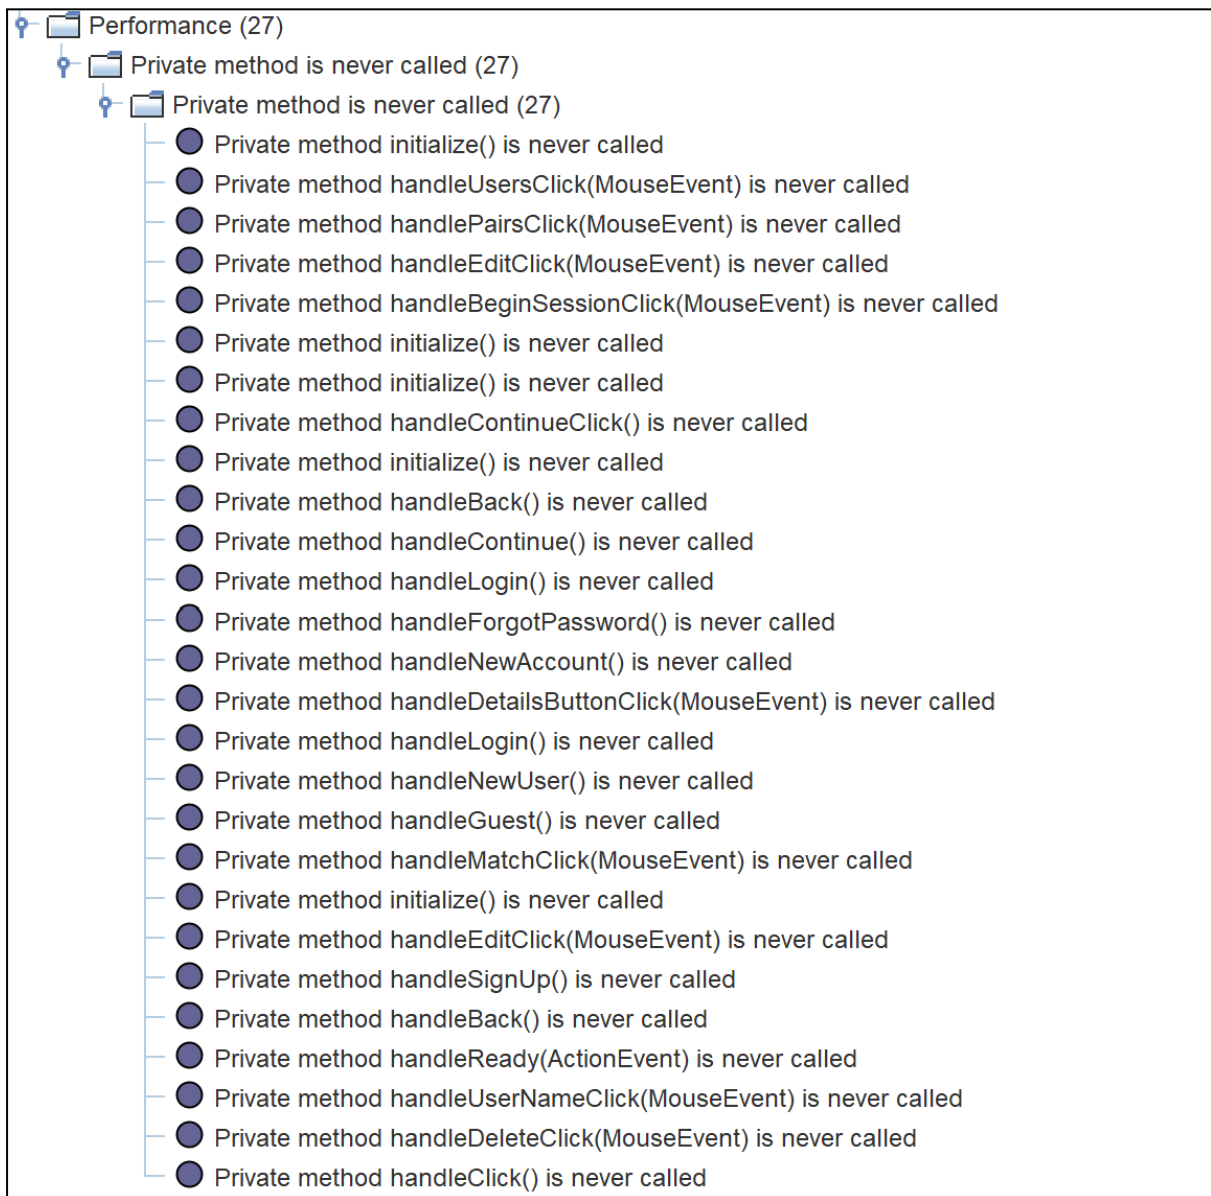 Performance (27)
Private method is never called (27)
Private method is never called (27)
Private method initialize() is never called
Private method handleUsersClick(MouseEvent) is never called
Private method handlePairsClick(MouseEvent) is never called
Private method handleEditClick(MouseEvent) is never called
Private method handleBeginSessionClick(MouseEvent) is never called
Private method initialize() is never called
Private method initialize() is never called
Private method handleContinueClick() is never called
Private method initialize() is never called
Private method handleBack() is never called
Private method handleContinue() is never called
Private method handleLogin() is never called
Private method handleForgotPassword() is never called
Private method handleNewAccount() is never called
Private method handleDetailsButtonClick(MouseEvent) is never called
Private method handleLogin() is never called
Private method handleNewUser() is never called
Private method handleGuest() is never called
Private method handleMatchClick(MouseEvent) is never called
Private method initialize() is never called
Private method handleEditClick(MouseEvent) is never called
Private method handleSignUp() is never called
Private method handleBack() is never called
Private method handleReady(ActionEvent) is never called
Private method handleUserNameClick(MouseEvent) is never called
Private method handleDeleteClick(MouseEvent) is never called
Private method handleClick() is never called